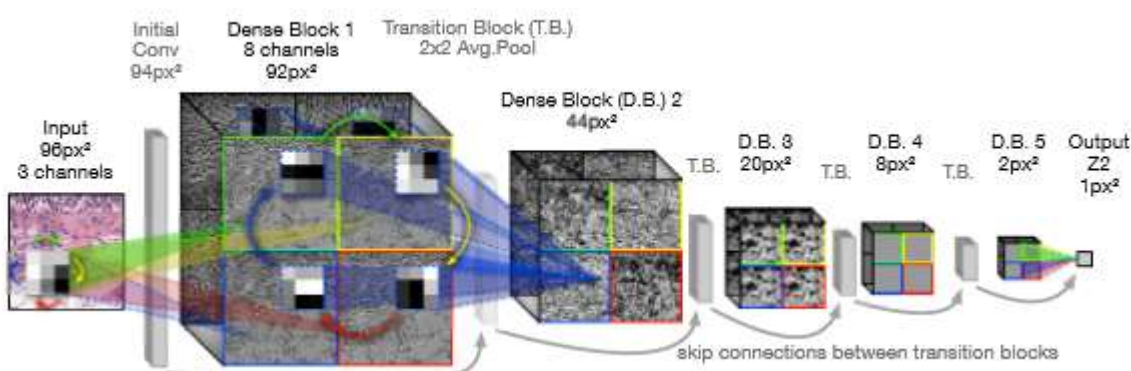 Initial
Conv
94px²
Dense Block 1
8 channels
92px²
Transition Block (T.B.)
2x2 Avg.Pool
Input
96px²
3 channels
Dense Block (D.B.) 2
44px²
T.B.
D.B. 3
20px²
T.B.
D.B. 4
8px²
T.B.
D.B. 5
2px²
Output
Z2
1px²
skip connections between transition blocks